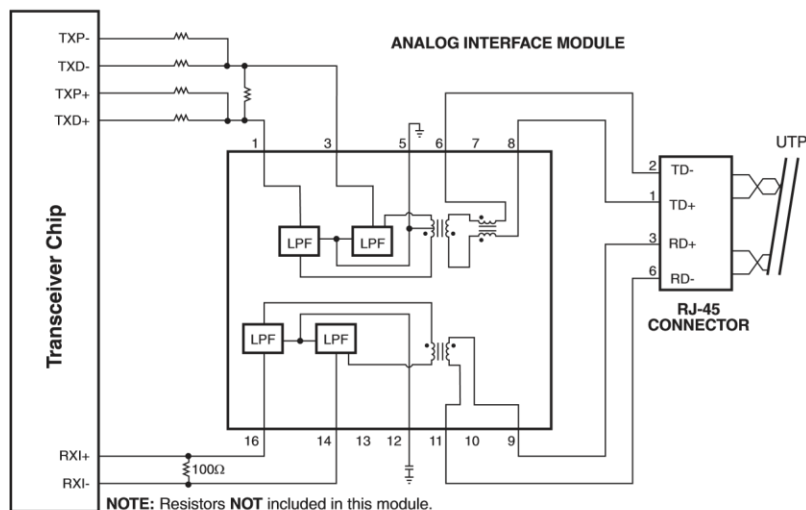 TXP-
TXD-
TXP+
TXD+
ANALOG INTERFACE MODULE
Transceiver Chip
1 3 5 6 7 8
LPF LPF
LPF LPF
16 14 13 12 11 10 9
UTP
2 TD-
1 TD+
3 RD+
6 RD-
RJ-45
CONNECTOR
RXI+
100Ω
RXI-
NOTE: Resistors NOT included in this module.